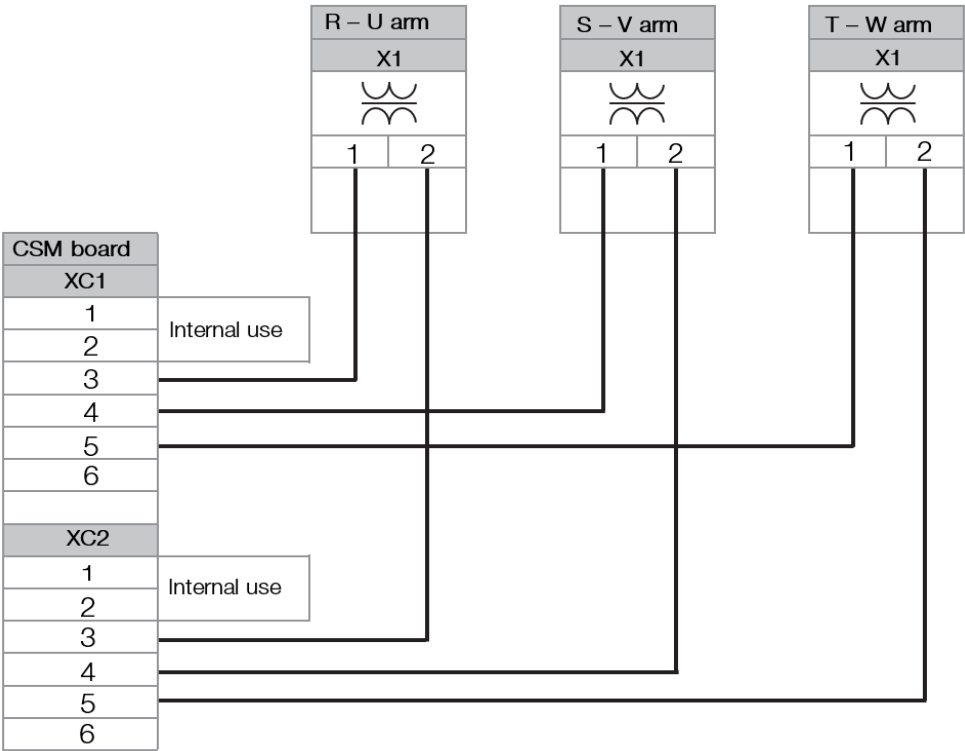 R – U arm
X1
1 2
S – V arm
X1
1 2
T – W arm
X1
1 2
CSM board
XC1
1
Internal use
2
3
4
5
6
XC2
1
Internal use
2
3
4
5
6